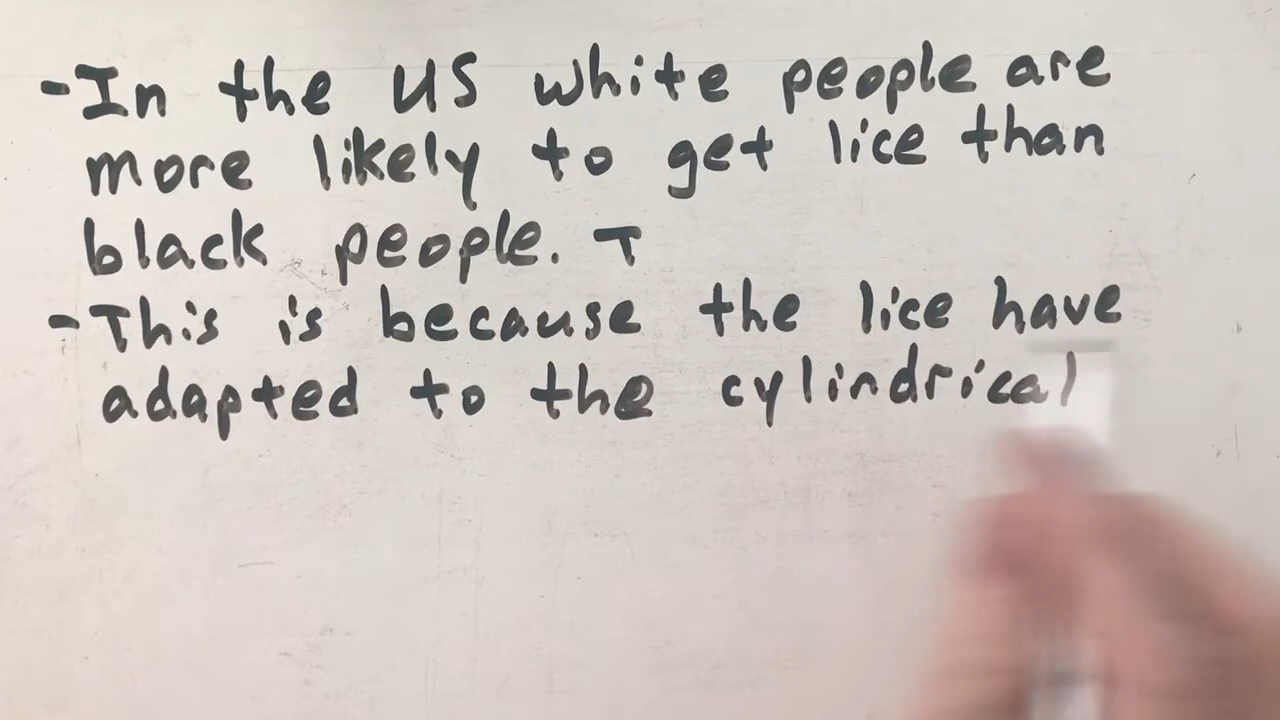 -In the US white people are
more likely to get lice than
black people. T
-This is because the lice have
adapted to the cylindrical